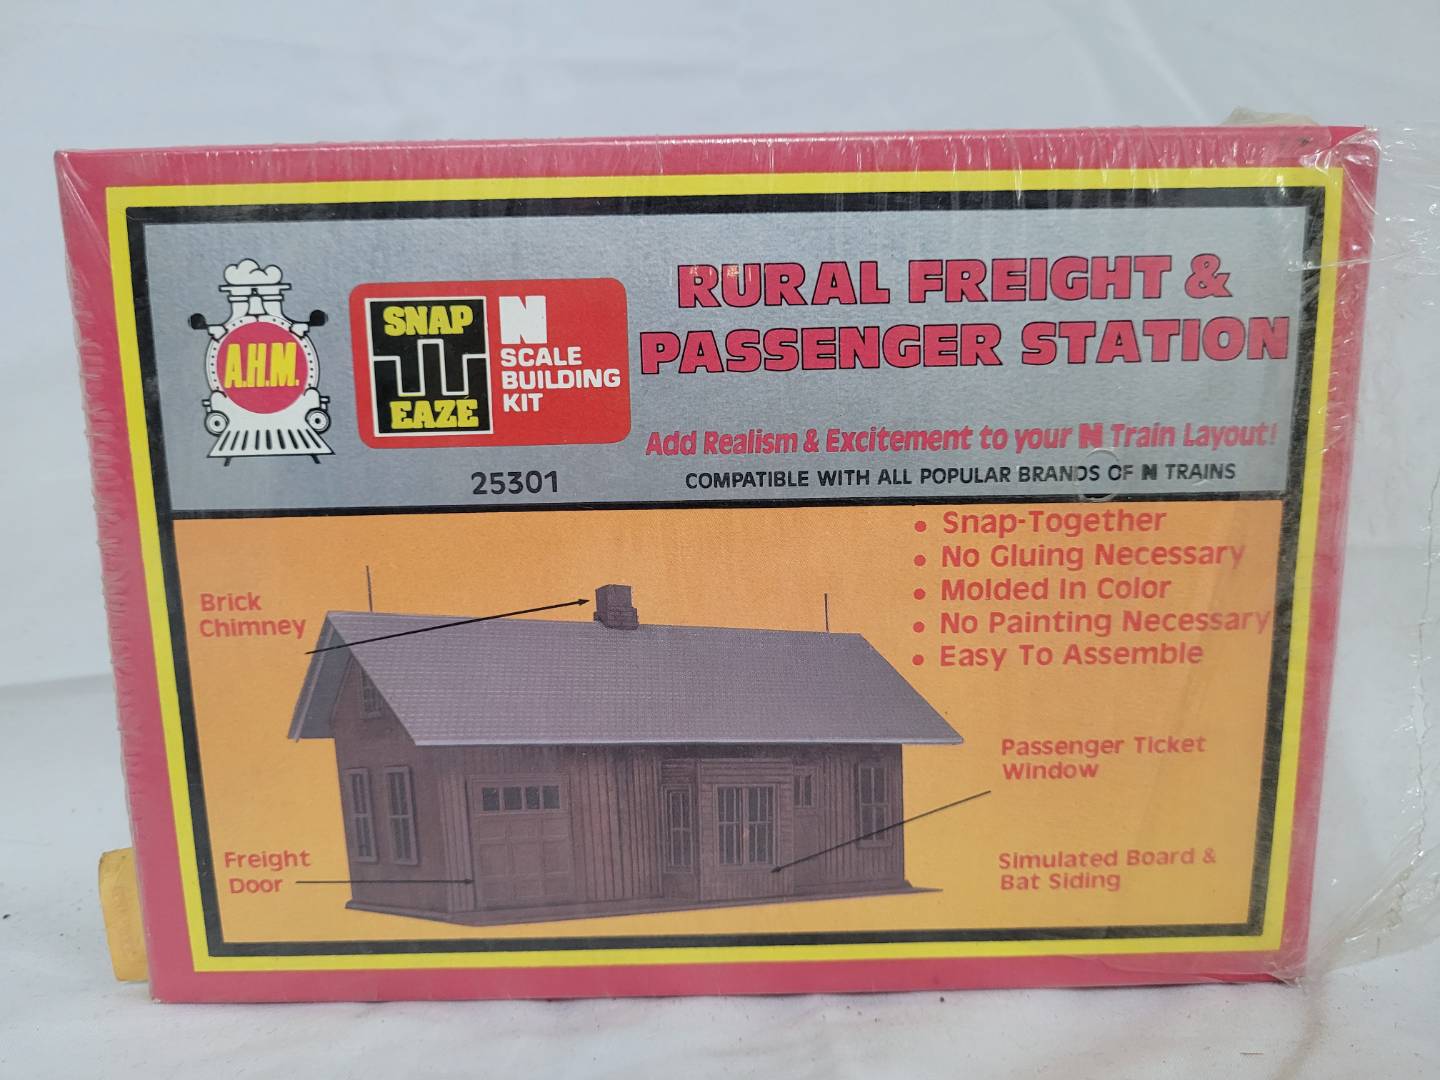 A.H.M.
SNAP
EAZE
N
SCALE
BUILDING
KIT
25301
RURAL FREIGHT &
PASSENGER STATION
Add Realism & Excitement to your N Train Layout!
COMPATIBLE WITH ALL POPULAR BRANDS OF N TRAINS
• Snap-Together
• No Gluing Necessary
• Molded In Color
• No Painting Necessary
• Easy To Assemble
Brick
Chimney
Passenger Ticket
Window
Freight
Door
Simulated Board &
Bat Siding